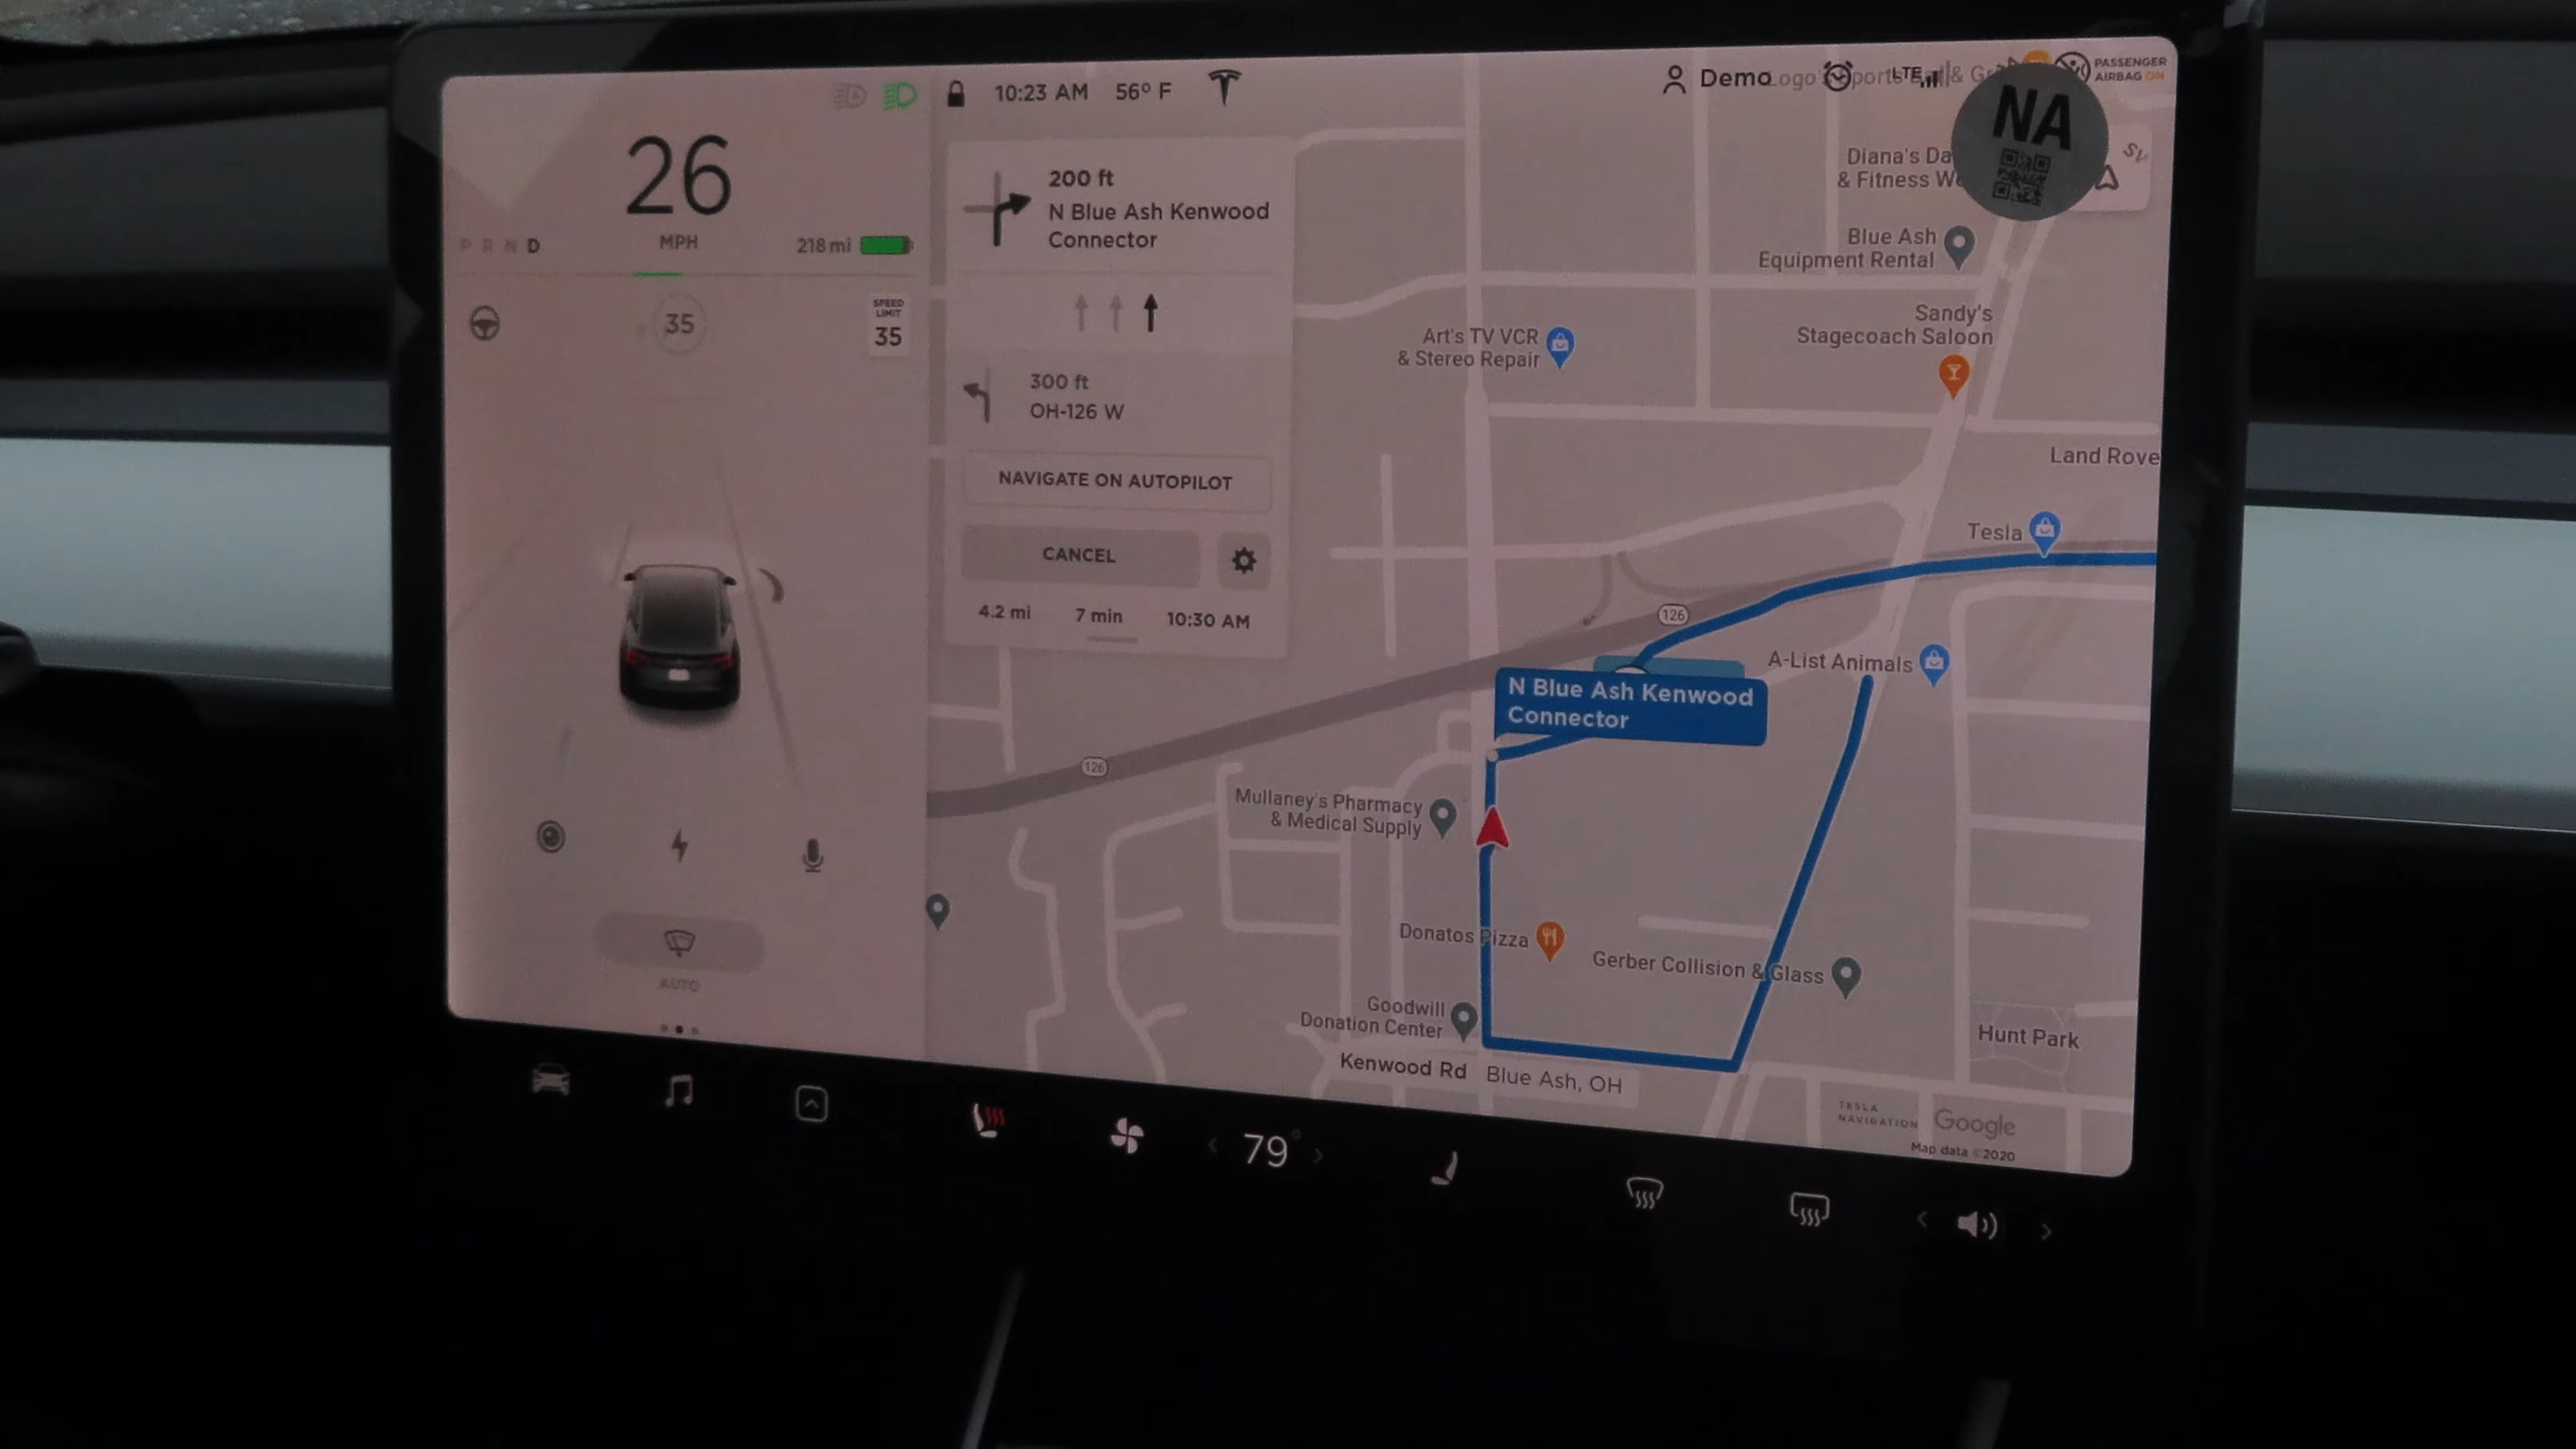 10:23 AM 56° F
Demo
LTE
PASSENGER
AIRBAG ON
NA
26
MPH
P R N D
218 mi
35
SPEED
LIMIT
35
200 ft
N Blue Ash Kenwood
Connector
300 ft
OH-126 W
NAVIGATE ON AUTOPILOT
CANCEL
4.2 mi 7 min 10:30 AM
Diana's Da
& Fitness
Blue Ash
Equipment Rental
Sandy's
Stagecoach Saloon
Art's TV VCR
& Stereo Repair
Land Rove
Tesla
126
A-List Animals
N Blue Ash Kenwood
Connector
126
Mullaney's Pharmacy
& Medical Supply
Donatos Pizza
Gerber Collision & Glass
Goodwill
Donation Center
Hunt Park
Kenwood Rd Blue Ash, OH
TESLA
NAVIGATION
Google
Map data ©2020
AUTO
79°